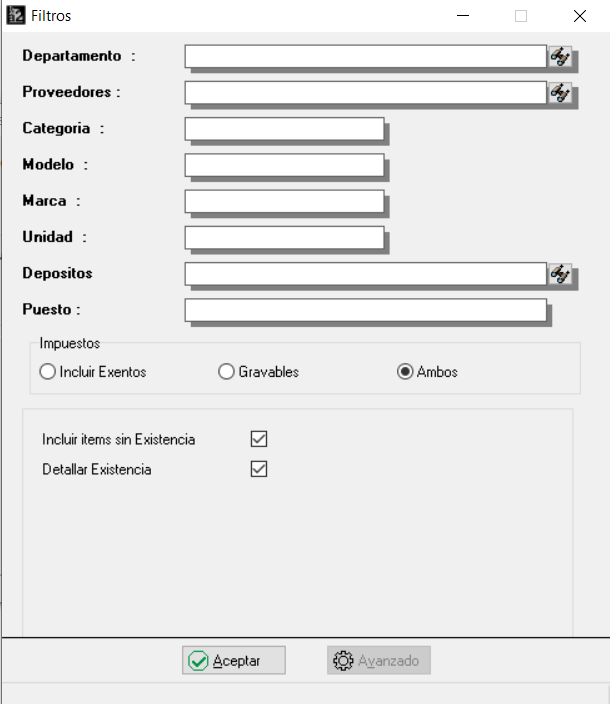 Filtros
Departamento :
Proveedores :
Categoria :
Modelo :
Marca :
Unidad :
Depositos
Puesto :
Impuestos
Incluir Exentos Gravables Ambos
Incluir items sin Existencia
Detallar Existencia
Aceptar Avanzado